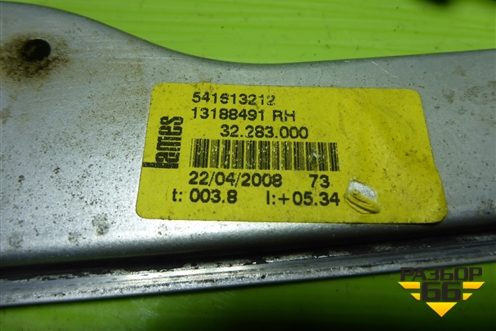 541613212
13188491 RH
32.283.000
lames
22/04/2008 73
t: 003.8 l:+05.34
РАЗБОР
66